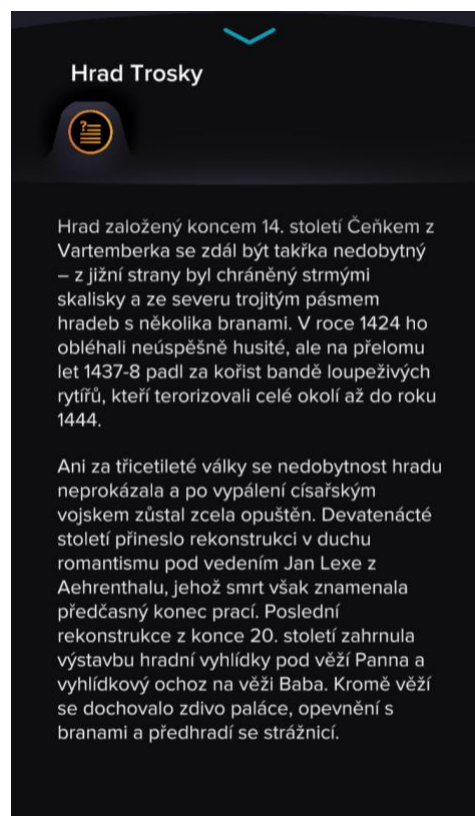 Hrad Trosky
?
Hrad založený koncem 14. století Čeňkem z
Vartemberka se zdál být takřka nedobytný
– z jižní strany byl chráněný strmými
skalisky a ze severu trojitým pásmem
hradeb s několika branami. V roce 1424 ho
obléhali neúspěšně husité, ale na přelomu
let 1437-8 padl za kořist bandě loupeživých
rytířů, kteří terorizovali celé okolí až do roku
1444.
Ani za třicetileté války se nedobytnost hradu
neprokázala a po vypálení císařským
vojskem zůstal zcela opuštěn. Devatenácté
století přineslo rekonstrukci v duchu
romantismu pod vedením Jan Lexe z
Aehrenthalu, jehož smrt však znamenala
předčasný konec prací. Poslední
rekonstrukce z konce 20. století zahrnula
výstavbu hradní vyhlídky pod věží Panna a
vyhlídkový ochoz na věži Baba. Kromě věží
se dochovalo zdivo paláce, opevnění s
branami a předhradí se strážnicí.